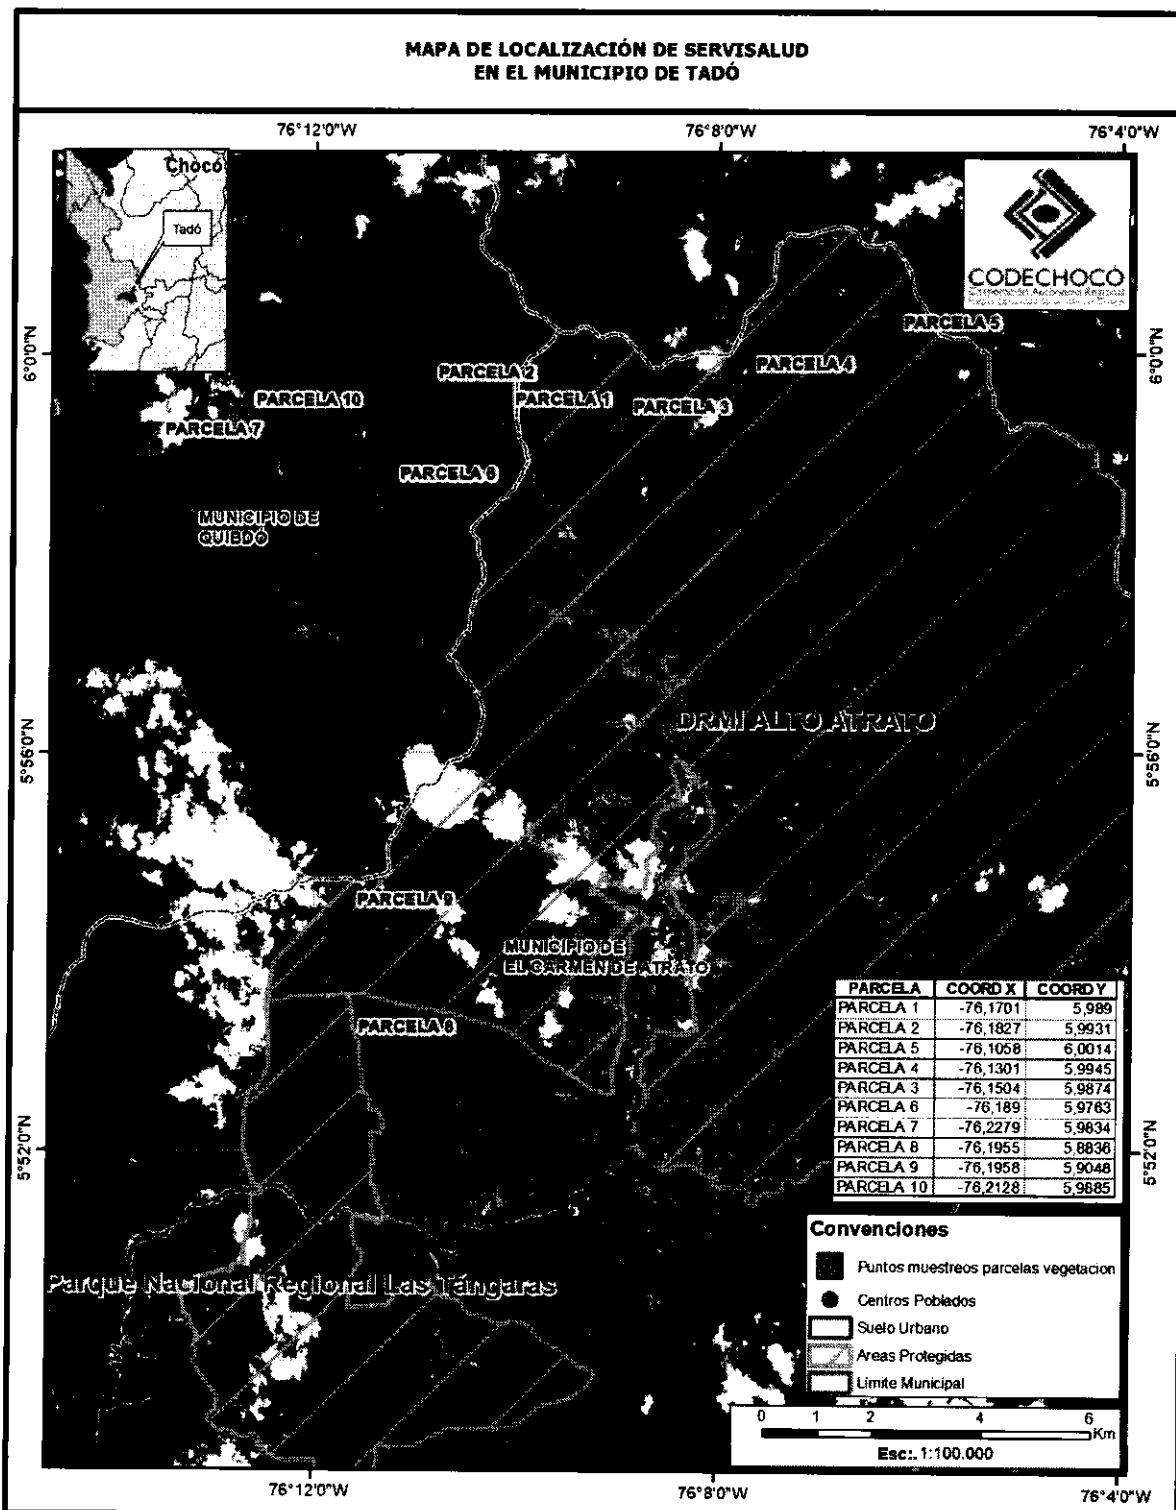 MAPA DE LOCALIZACIÓN DE SERVISALUD
EN EL MUNICIPIO DE TADÓ
76°12'0"W 76°8'0"W 76°4'0"W
Chocó
Tadó
CODECHOCÓ
PARCELA 5
6°0'0"N 6°0'0"N
PARCELA 2
PARCELA 4
PARCELA 10
PARCELA 1
PARCELA 3
PARCELA 7
PARCELA 6
MUNICIPIO DE
QUIBDÓ
DRMI ALTO ATRATO
5°56'0"N 5°56'0"N
PARCELA 9
MUNICIPIO DE
EL CARMEN DE ATRATO
PARCELA 8
PARCELA COORD X COORD Y
PARCELA 1 -76,1701 5,989
PARCELA 2 -76,1827 5,9931
PARCELA 5 -76,1058 6,0014
PARCELA 4 -76,1301 5,9945
PARCELA 3 -76,1504 5,9874
PARCELA 6 -76,189 5,9763
PARCELA 7 -76,2279 5,9834
PARCELA 8 -76,1955 5,8836
PARCELA 9 -76,1958 5,9048
PARCELA 10 -76,2128 5,9885
5°52'0"N 5°52'0"N
Parque Nacional Regional Las Tángaras
Convenciones
Puntos muestreos parcelas vegetacion
Centros Poblados
Suelo Urbano
Areas Protegidas
Limite Municipal
0 1 2 4 6
Km
Esc:. 1:100.000
76°12'0"W 76°8'0"W 76°4'0"W